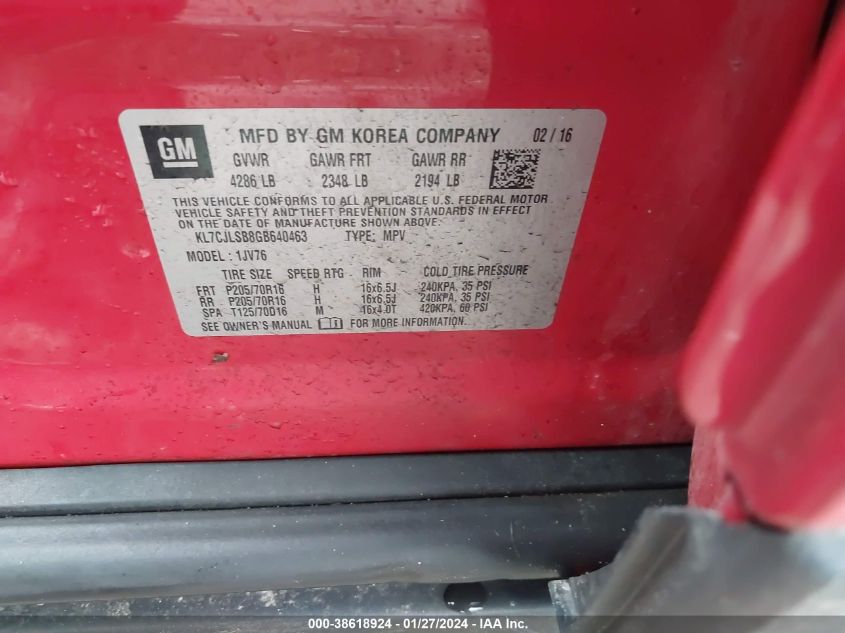 GM
MFD BY GM KOREA COMPANY 02 / 16
GVWR GAWR FRT GAWR RR
4286 LB 2348 LB 2194 LB
THIS VEHICLE CONFORMS TO ALL APPLICABLE U.S. FEDERAL MOTOR
VEHICLE SAFETY AND THEFT PREVENTION STANDARDS IN EFFECT
ON THE DATE OF MANUFACTURE SHOWN ABOVE.
KL7CJLSB8GB640463 TYPE: MPV
MODEL : 1JV76
TIRE SIZE SPEED RTG RIM COLD TIRE PRESSURE
FRT P205/70R16 H 16x6.5J 240KPA, 35 PSI
RR P205/70R16 H 16x6.5J 240KPA, 35 PSI
SPA T125/70D16 M 16x4.0T 420KPA, 60 PSI
SEE OWNER'S MANUAL FOR MORE INFORMATION.
000-38618924 - 01/27/2024 - IAA Inc.